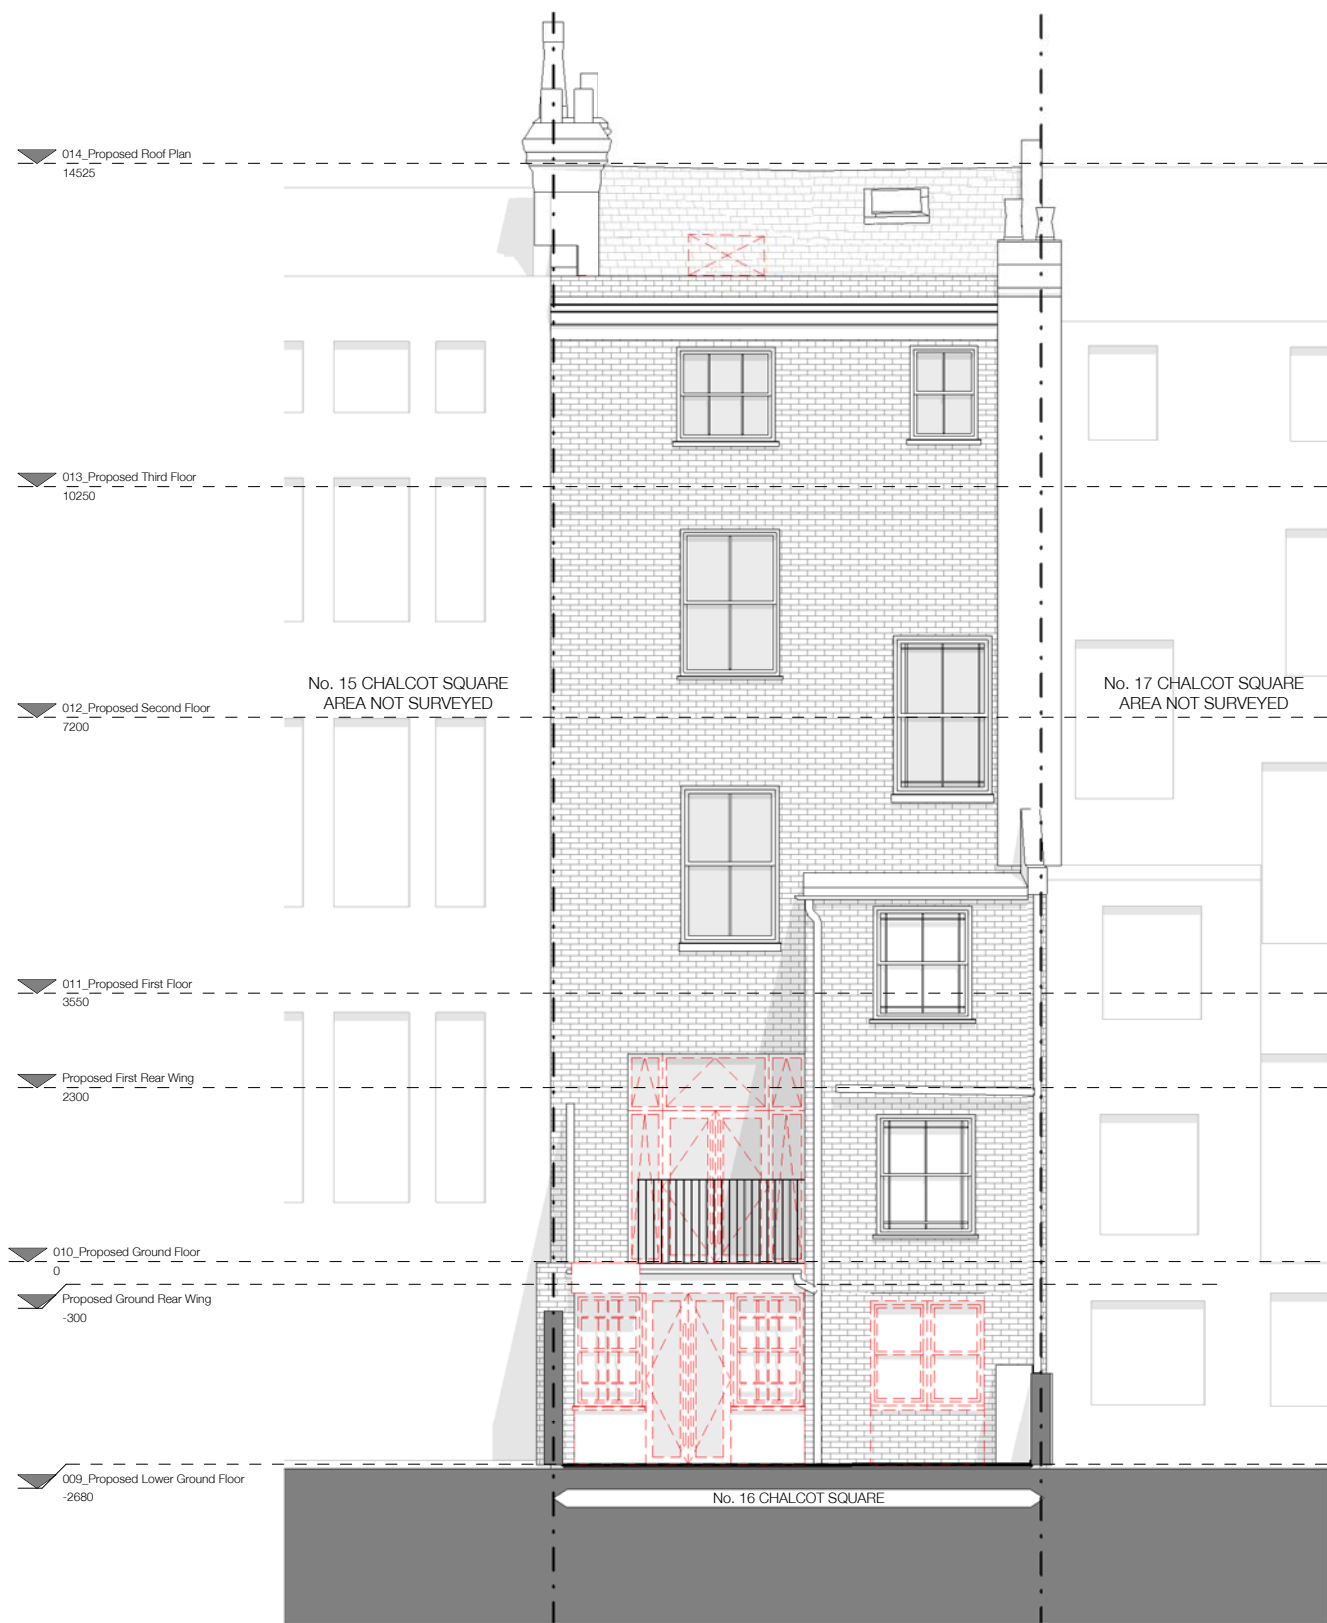 014_Proposed Roof Plan
14525
013_Proposed Third Floor
10250
No. 15 CHALCOT SQUARE
AREA NOT SURVEYED
No. 17 CHALCOT SQUARE
AREA NOT SURVEYED
012_Proposed Second Floor
7200
011_Proposed First Floor
3550
Proposed First Rear Wing
2300
010_Proposed Ground Floor
0
Proposed Ground Rear Wing
-300
009_Proposed Lower Ground Floor
-2680
No. 16 CHALCOT SQUARE